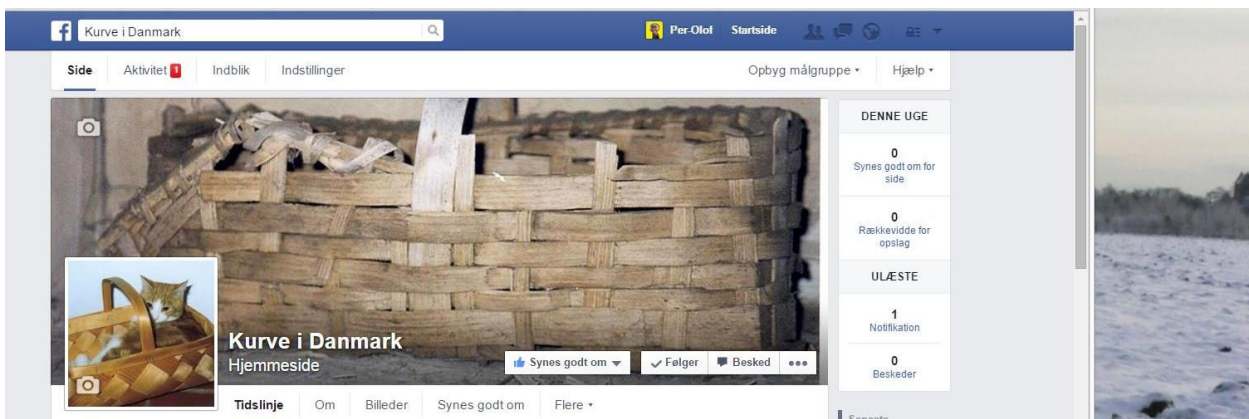 f Kurve i Danmark Per-Olof Startside
Side Aktivitet 1 Indblik Indstillinger Opbyg målgruppe Hjælp
DENNE UGE
0
Synes godt om for
side
0
Rækkevidde for
opslag
ULÆSTE
1
Notifikation
0
Beskeder
Kurve i Danmark
Hjemmeside
Synes godt om Følger Besked
Tidslinje Om Billeder Synes godt om Flere
Seneste